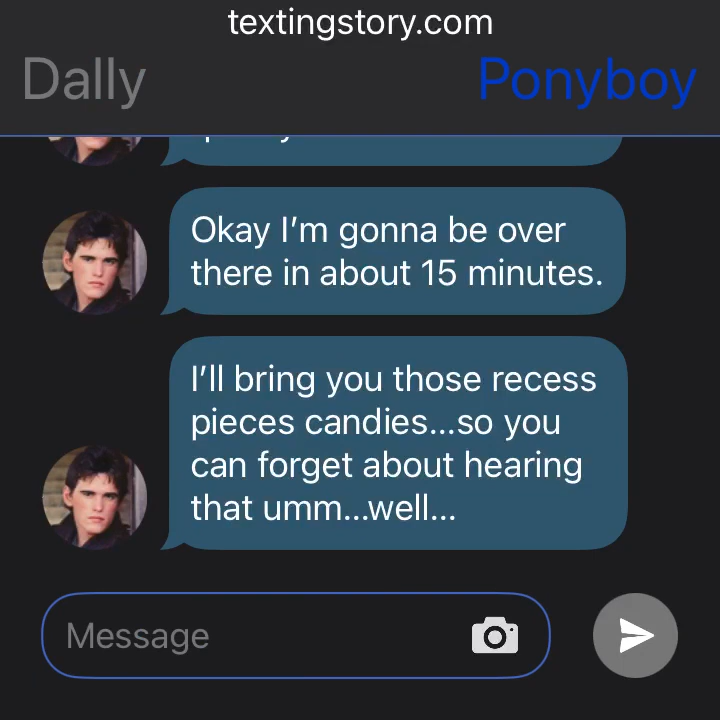 textingstory.com
Dally
Ponyboy
Okay I'm gonna be over
there in about 15 minutes.
I'll bring you those recess
pieces candies...so you
can forget about hearing
that umm...well...
Message